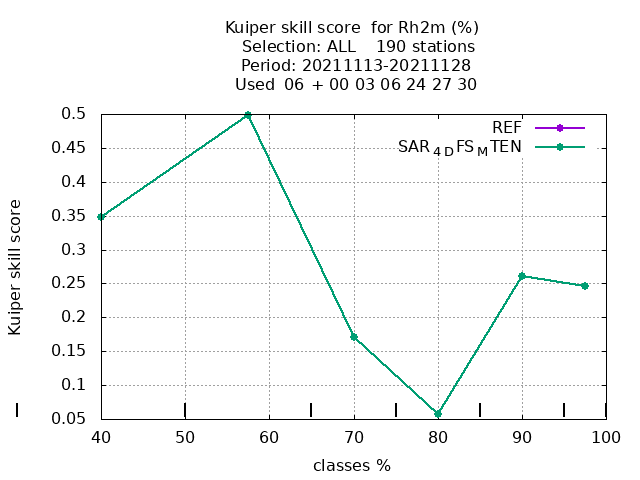 Kuiper skill score for Rh2m (%)
Selection: ALL 190 stations
Period: 20211113-20211128
Used 06 + 00 03 06 24 27 30
REF
SAR4DFSMTEN
0.5
0.45
0.4
0.35
0.3
0.25
0.2
0.15
0.1
0.05
Kuiper skill score
40 50 60 70 80 90 100
classes %